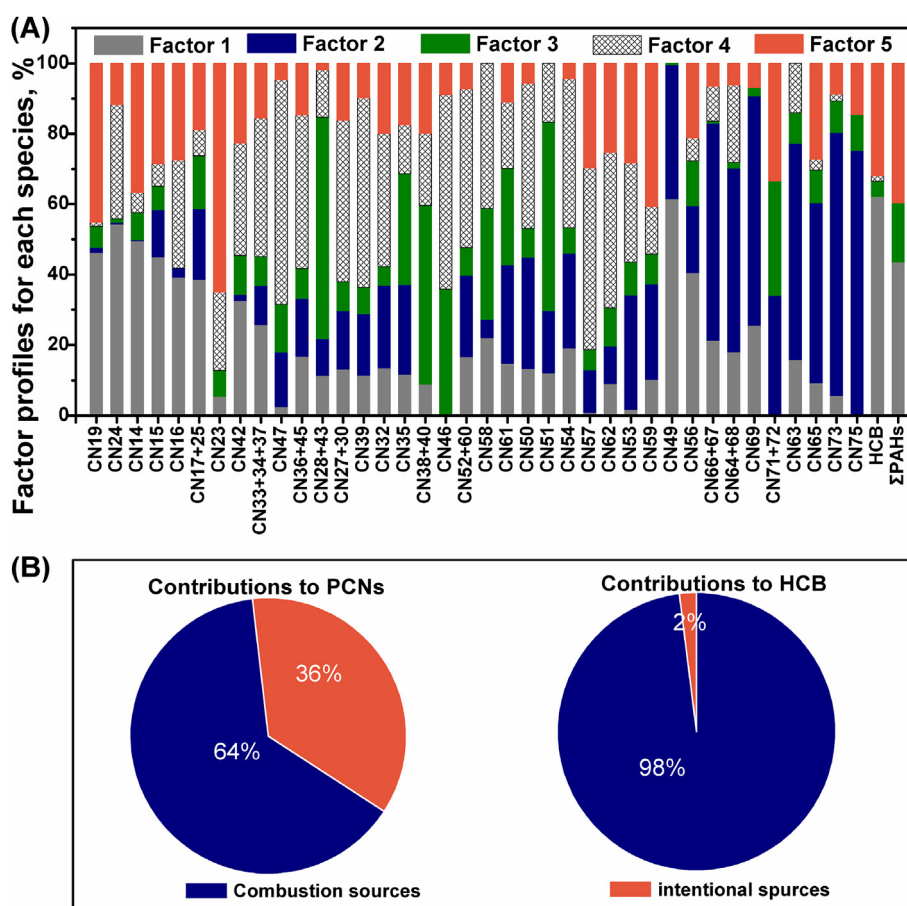 (A)
Factor 1 Factor 2 Factor 3 Factor 4 Factor 5
Factor profiles for each species, %
100
80
60
40
20
0
CN19
CN24
CN14
CN15
CN16
CN17+25
CN23
CN42
CN33+34+37
CN47
CN36+45
CN28+43
CN27+30
CN39
CN32
CN35
CN38+40
CN46
CN52+60
CN58
CN61
CN50
CN51
CN54
CN57
CN62
CN53
CN59
CN49
CN56
CN66+67
CN64+68
CN69
CN71+72
CN63
CN65
CN73
CN75
HCB
ΣPAHs
(B)
Contributions to PCNs
36%
64%
Contributions to HCB
2%
98%
Combustion sources
intentional spurces